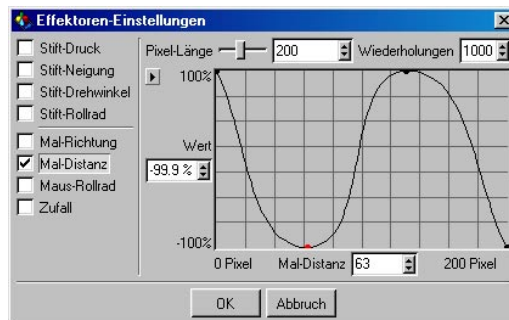 Effektoren-Einstellungen
Stift-Druck
Stift-Neigung
Stift-Drehwinkel
Stift-Rollrad
Mal-Richtung
Mal-Distanz
Maus-Rollrad
Zufall
Pixel-Länge 200 Wiederholungen 1000
100%
Wert
-99.9 %
-100%
0 Pixel Mal-Distanz 63 200 Pixel
OK Abbruch